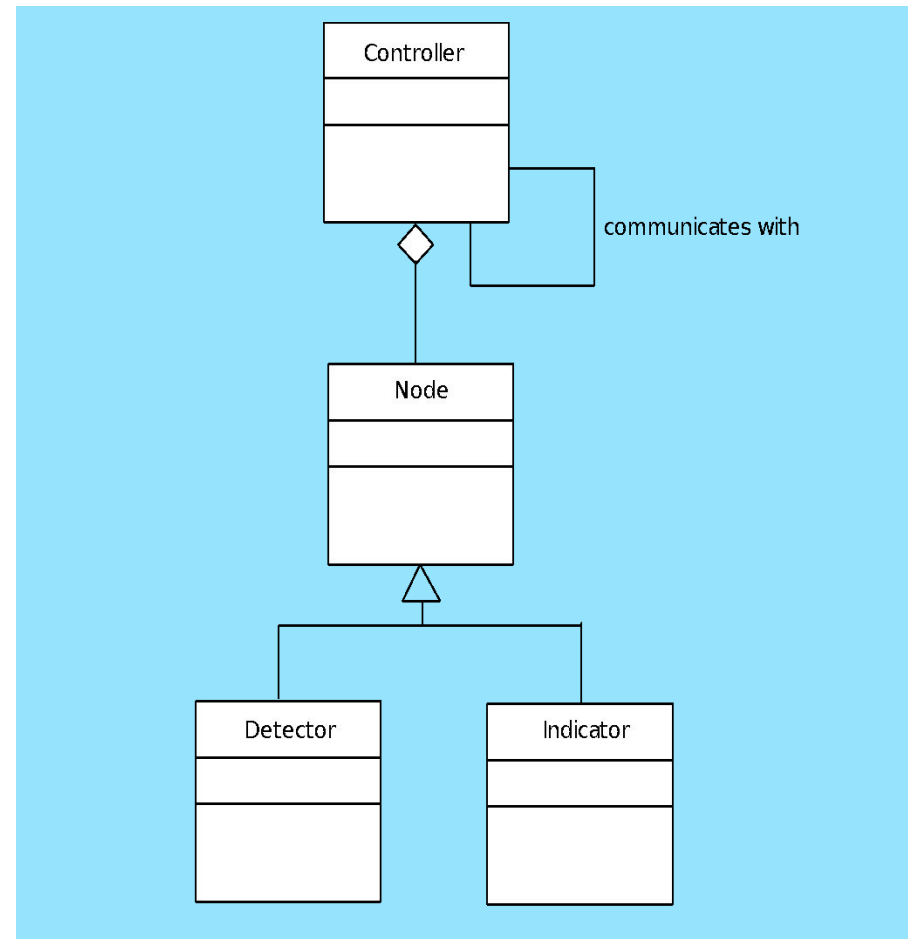 Controller
communicates with
Node
Detector
Indicator